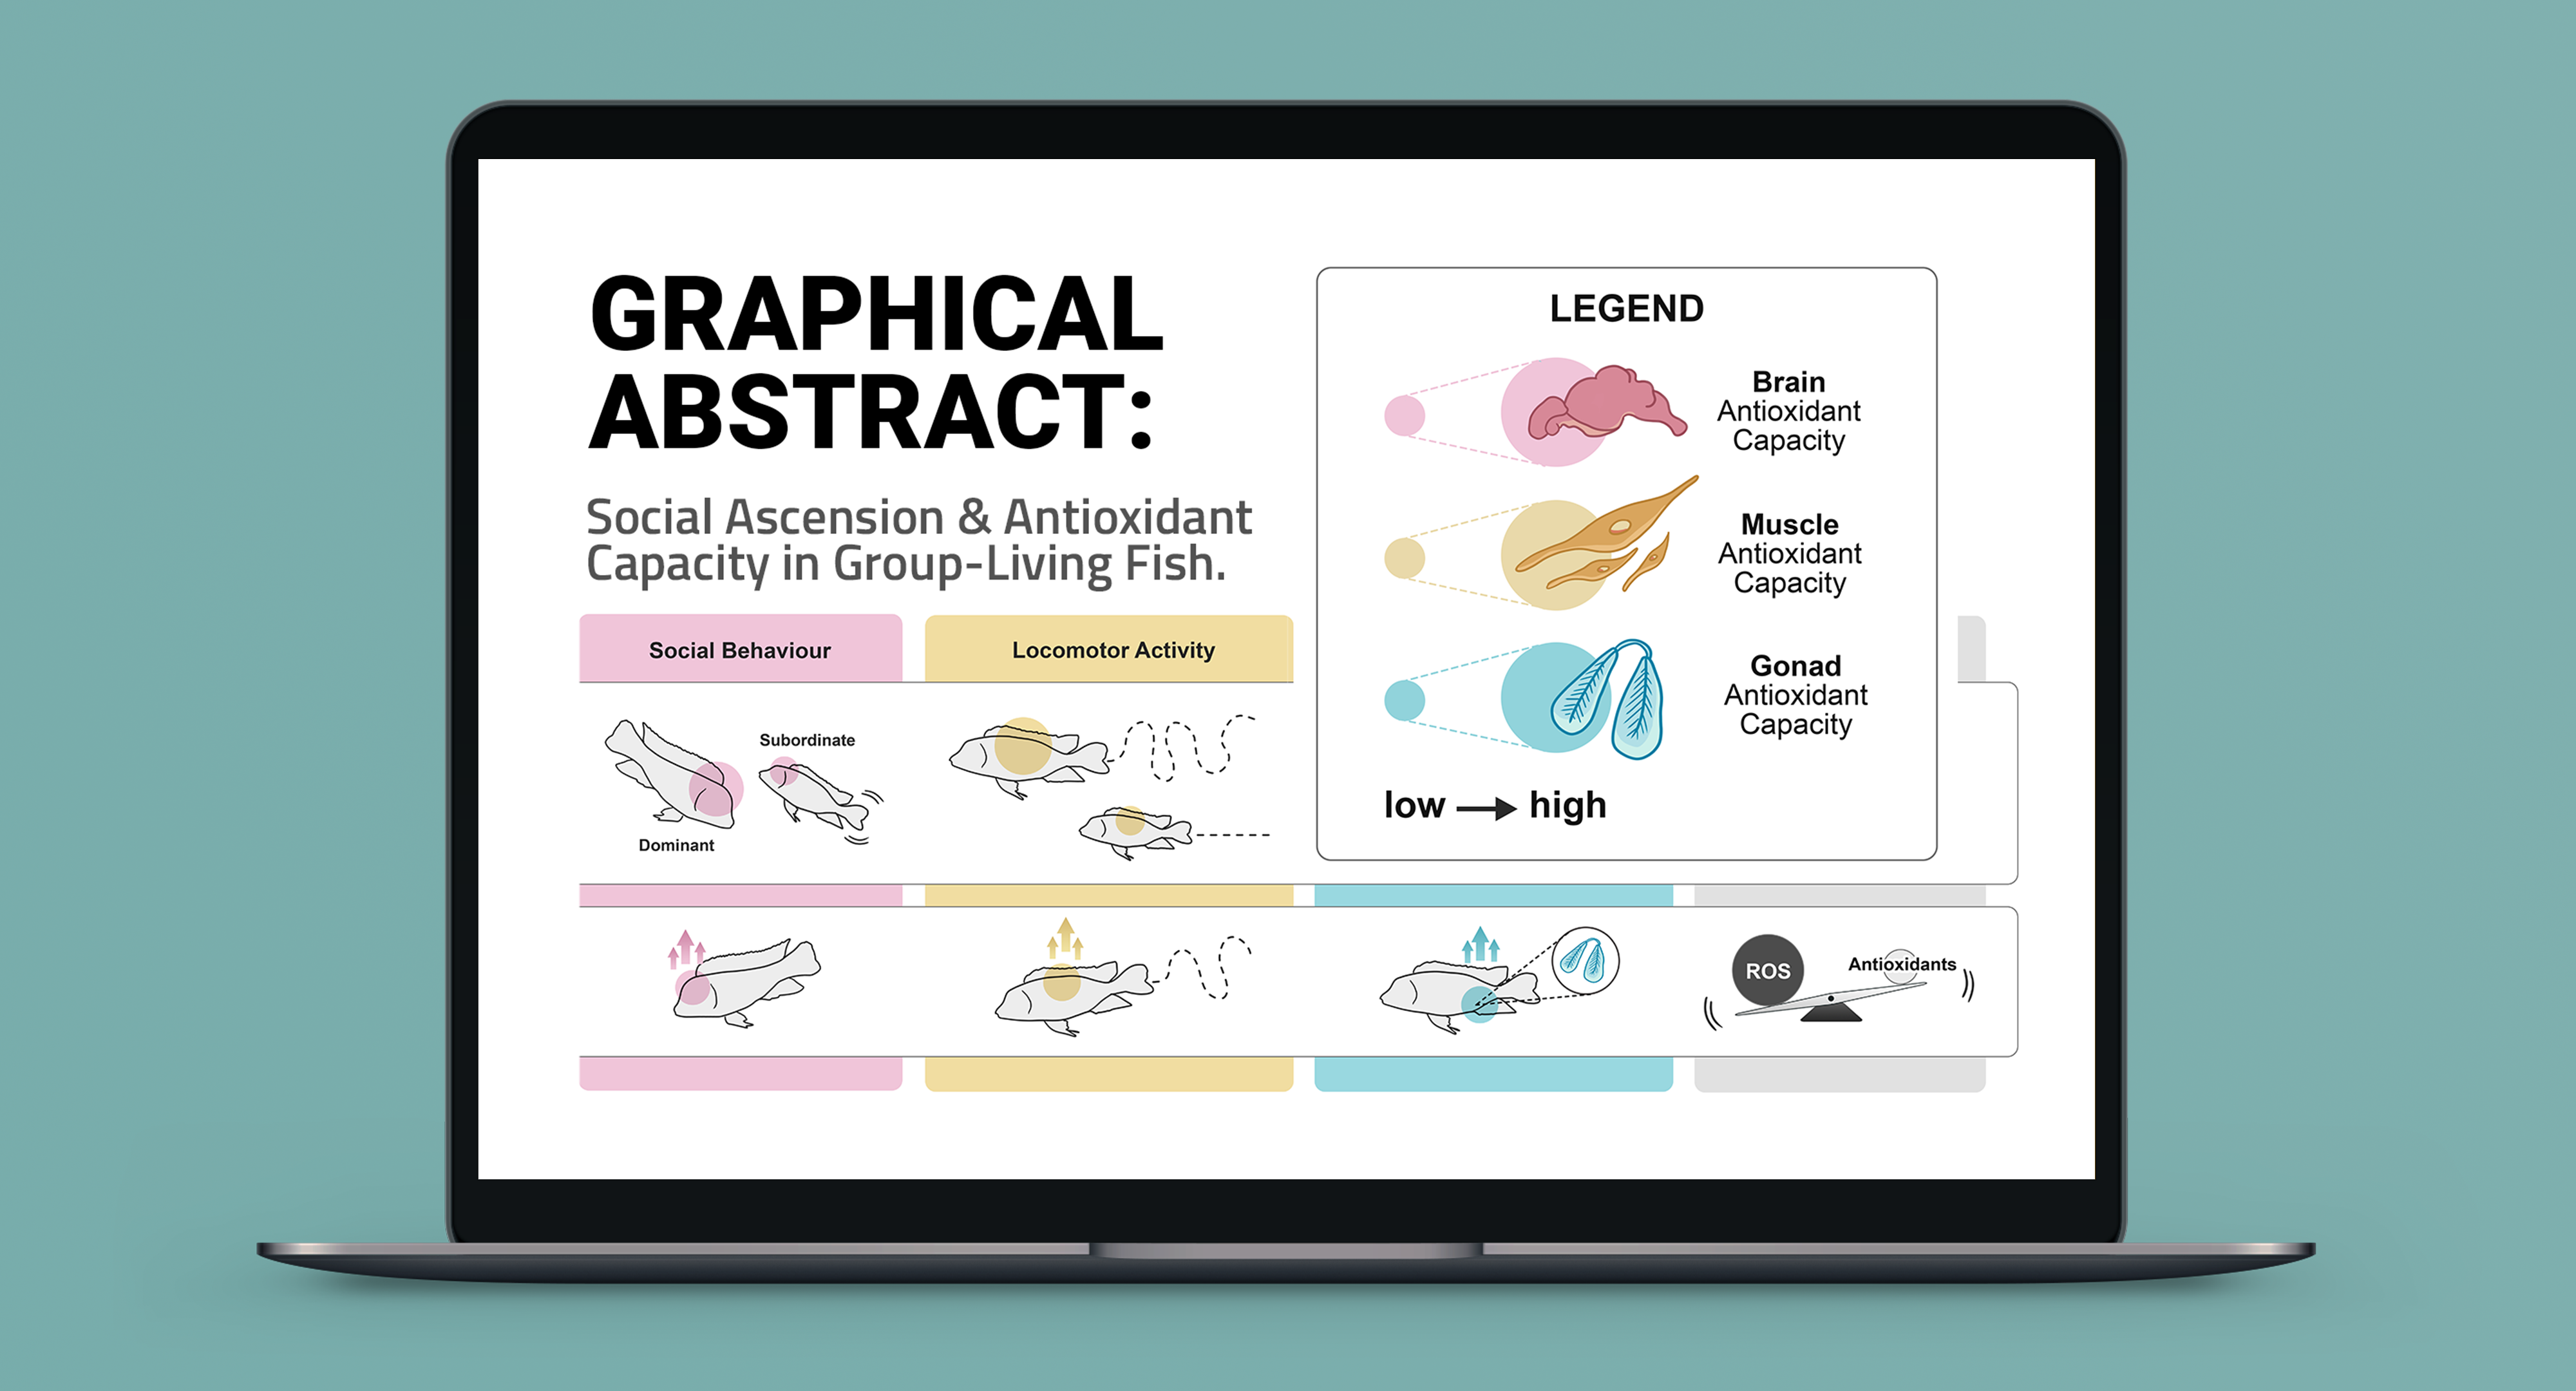 GRAPHICAL
ABSTRACT:
Social Ascension & Antioxidant
Capacity in Group-Living Fish.
LEGEND
Brain
Antioxidant
Capacity
Muscle
Antioxidant
Capacity
Gonad
Antioxidant
Capacity
low
high
Social Behaviour
Locomotor Activity
Subordinate
Dominant
ROS
Antioxidants